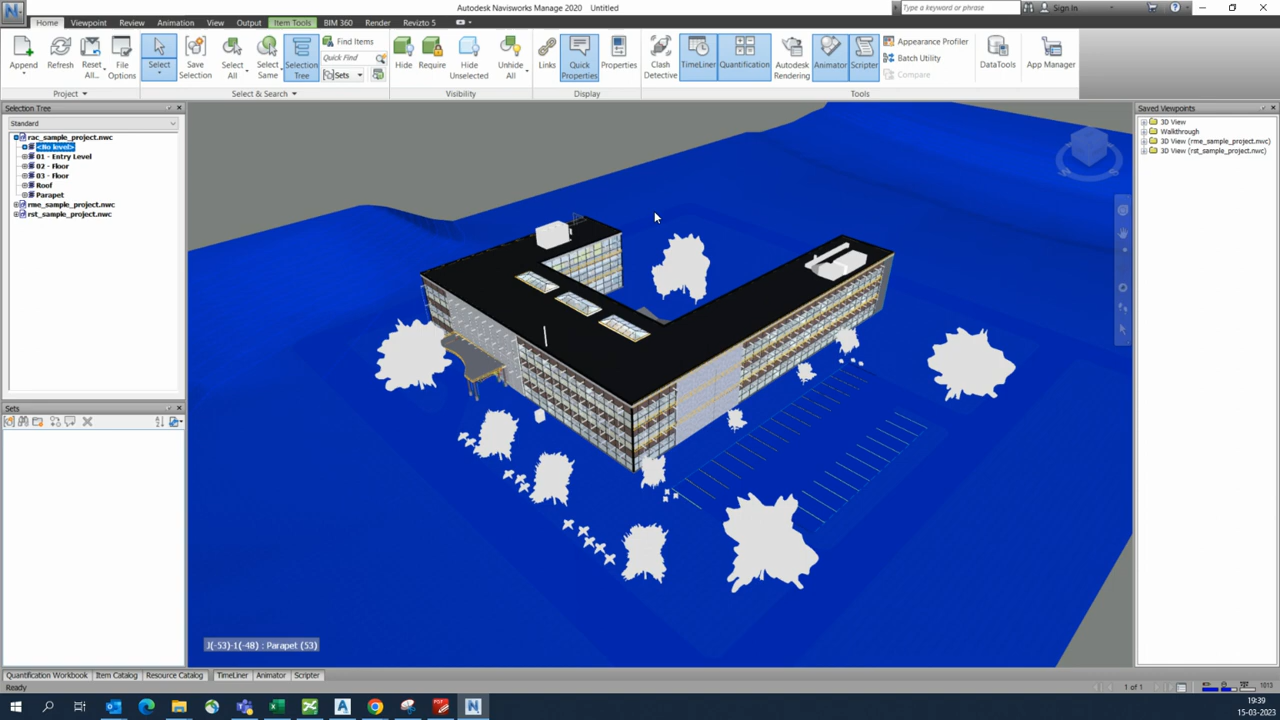 Autodesk Navisworks Manage 2020 Untitled
Type a keyword or phrase
Sign In
Home Viewpoint Review Animation View Output Item Tools BIM 360 Render Revizto 5
Append
Refresh
Reset All...
File Options
Project
Select
Save Selection
Select All
Select Same
Selection Tree
Find Items
Quick Find
Sets
Select & Search
Hide
Require
Hide Unselected
Unhide All
Visibility
Links
Quick Properties
Properties
Display
Clash Detective
TimeLiner
Quantification
Autodesk Rendering
Animator
Scripter
Appearance Profiler
Batch Utility
Compare
DataTools
App Manager
Tools
Selection Tree
Standard
rac_sample_project.nwc
<No level>
01 - Entry Level
02 - Floor
03 - Floor
Roof
Parapet
rme_sample_project.nwc
rst_sample_project.nwc
Sets
Saved Viewpoints
3D View
Walkthrough
3D View (rme_sample_project.nwc)
3D View (rst_sample_project.nwc)
J(-53)-1(-48) : Parapet (53)
Quantification Workbook Item Catalog Resource Catalog TimeLiner Animator Scripter
Ready
1 of 1
1013
19:39
15-03-2023